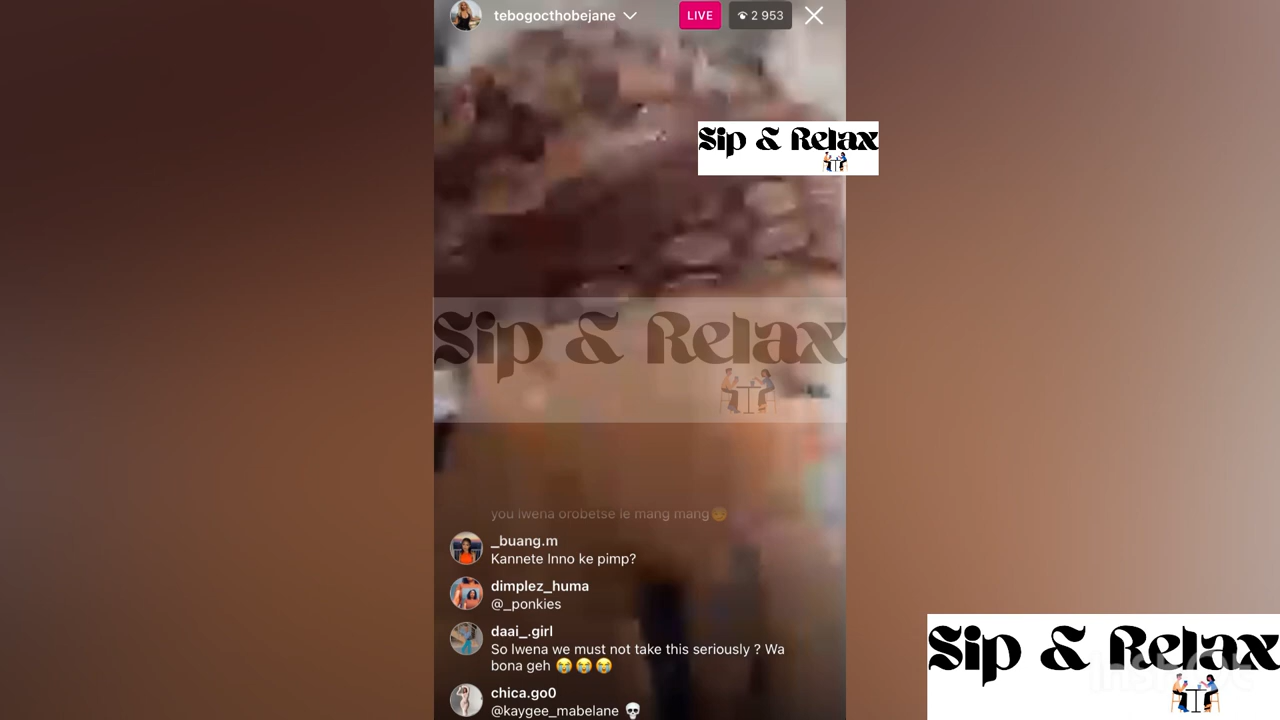 tebogocthobejane
LIVE
2 953
Sip & Relax
Sip & Relax
you lwena orobetse le mang mang😩
_buang.m
Kannete Inno ke pimp?
dimplez_huma
@_ponkies
daai_.girl
So lwena we must not take this seriously ? Wa
bona geh 😭😭😭
chica.go0
@kaygee_mabelane 💀
Sip & Relax
InShOt